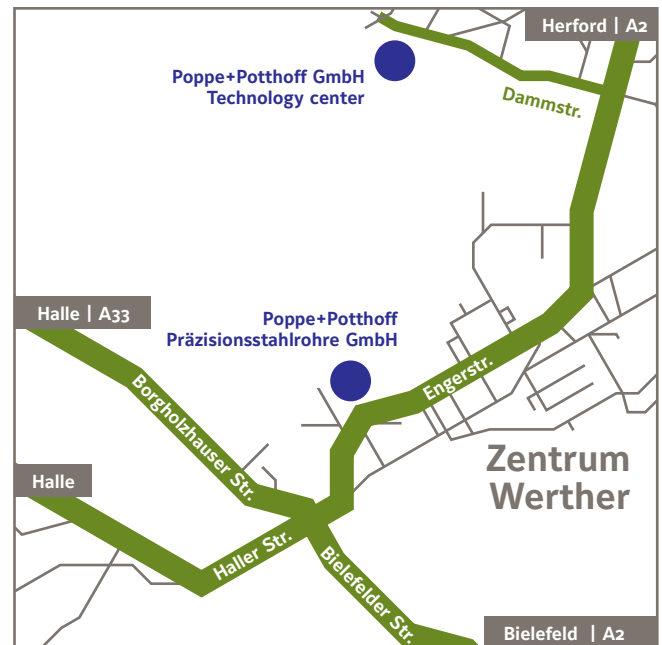 Herford | A2
Poppe+Potthoff GmbH
Technology center
Dammstr.
Halle | A33
Poppe+Potthoff
Präzisionsstahlrohre GmbH
Engerstr.
Borgholzhauser Str.
Zentrum
Werther
Halle
Haller Str.
Bielefelder Str.
Bielefeld | A2